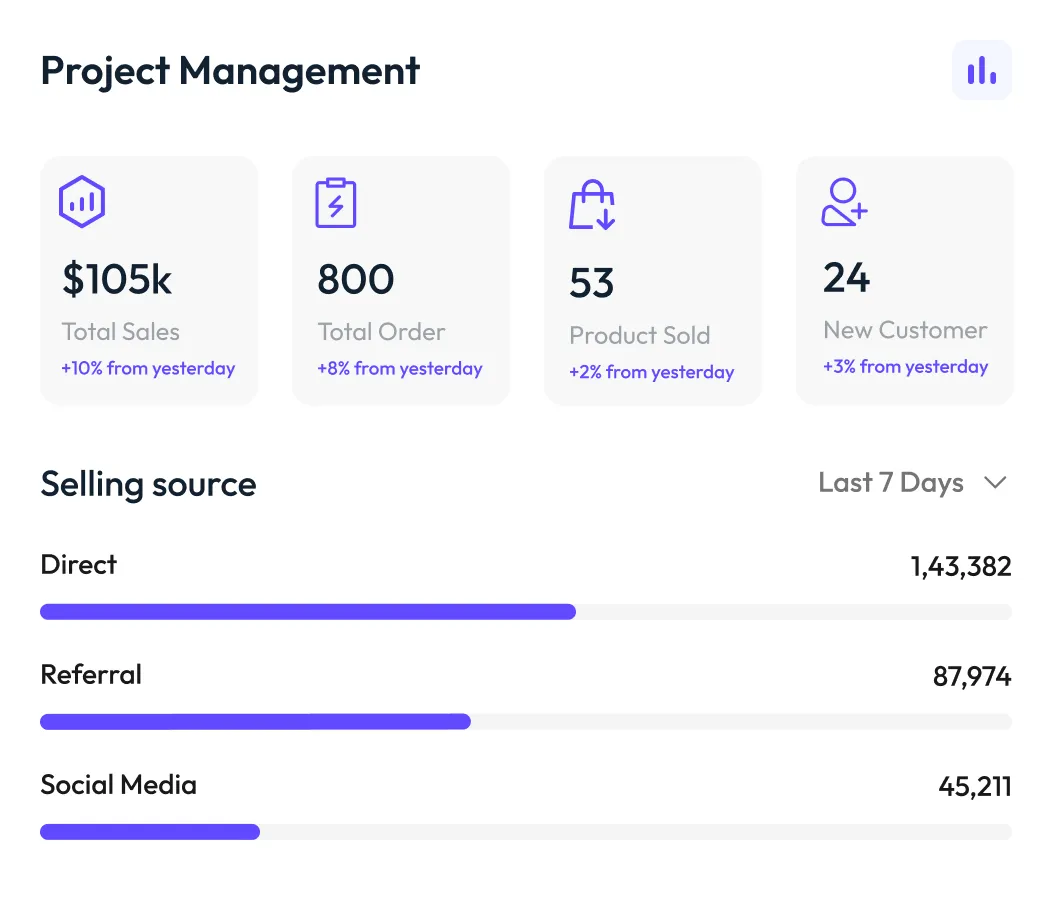 Project Management
$105k
Total Sales
+10% from yesterday
800
Total Order
+8% from yesterday
53
Product Sold
+2% from yesterday
24
New Customer
+3% from yesterday
Selling source
Last 7 Days
Direct
1,43,382
Referral
87,974
Social Media
45,211